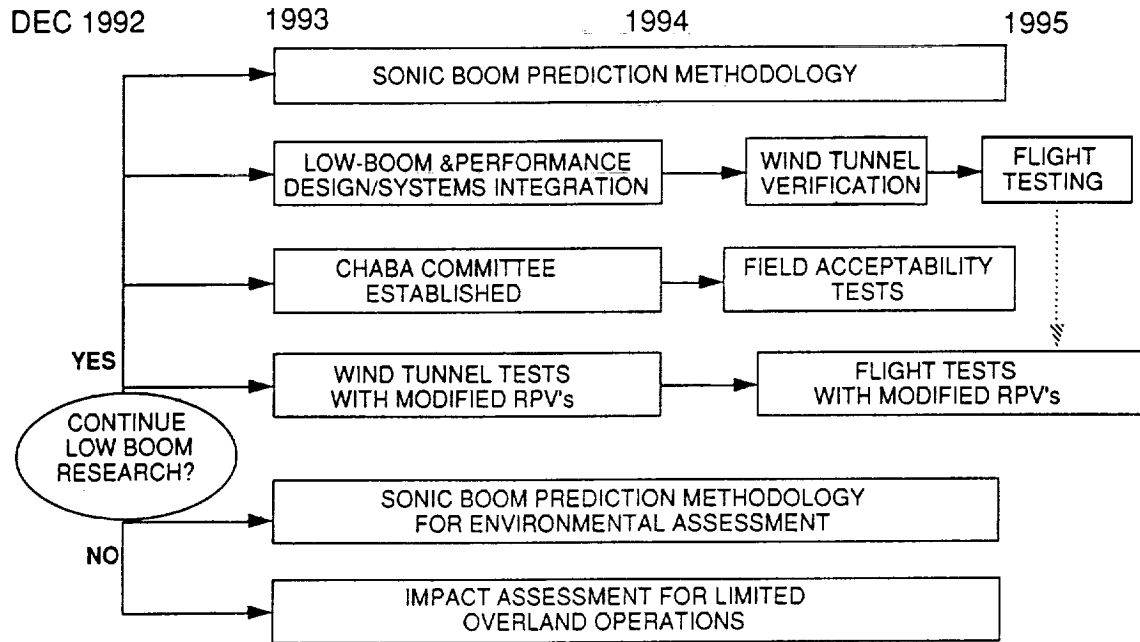 DEC 1992 1993 1994 1995
SONIC BOOM PREDICTION METHODOLOGY
LOW-BOOM &PERFORMANCE
DESIGN/SYSTEMS INTEGRATION
WIND TUNNEL
VERIFICATION
FLIGHT
TESTING
CHABA COMMITTEE
ESTABLISHED
FIELD ACCEPTABILITY
TESTS
YES
WIND TUNNEL TESTS
WITH MODIFIED RPV's
FLIGHT TESTS
WITH MODIFIED RPV's
CONTINUE
LOW BOOM
RESEARCH?
SONIC BOOM PREDICTION METHODOLOGY
FOR ENVIRONMENTAL ASSESSMENT
NO
IMPACT ASSESSMENT FOR LIMITED
OVERLAND OPERATIONS